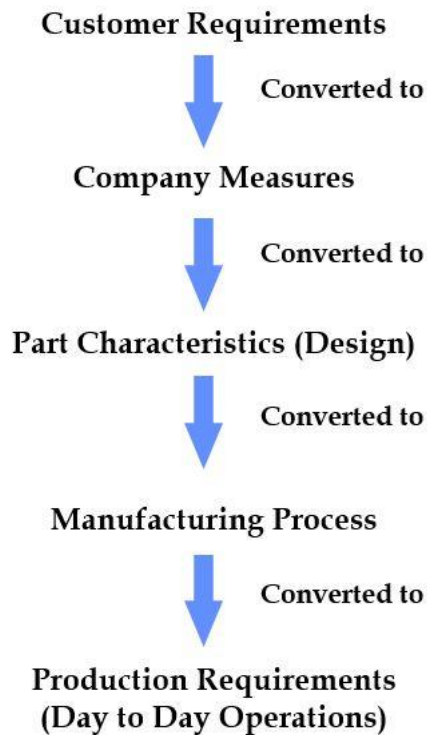 Customer Requirements
Converted to
Company Measures
Converted to
Part Characteristics (Design)
Converted to
Manufacturing Process
Converted to
Production Requirements
(Day to Day Operations)